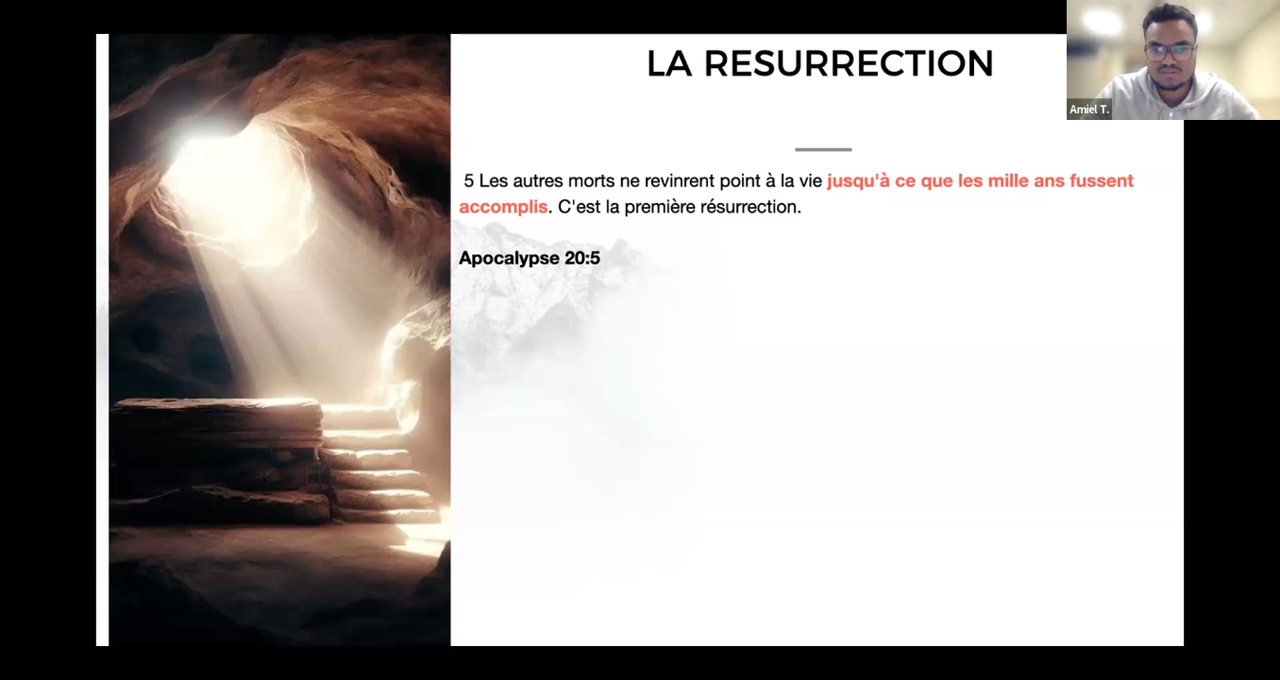 LA RESURRECTION
Amiel T.
5 Les autres morts ne revinrent point à la vie jusqu'à ce que les mille ans fussent
accomplis. C'est la première résurrection.
Apocalypse 20:5